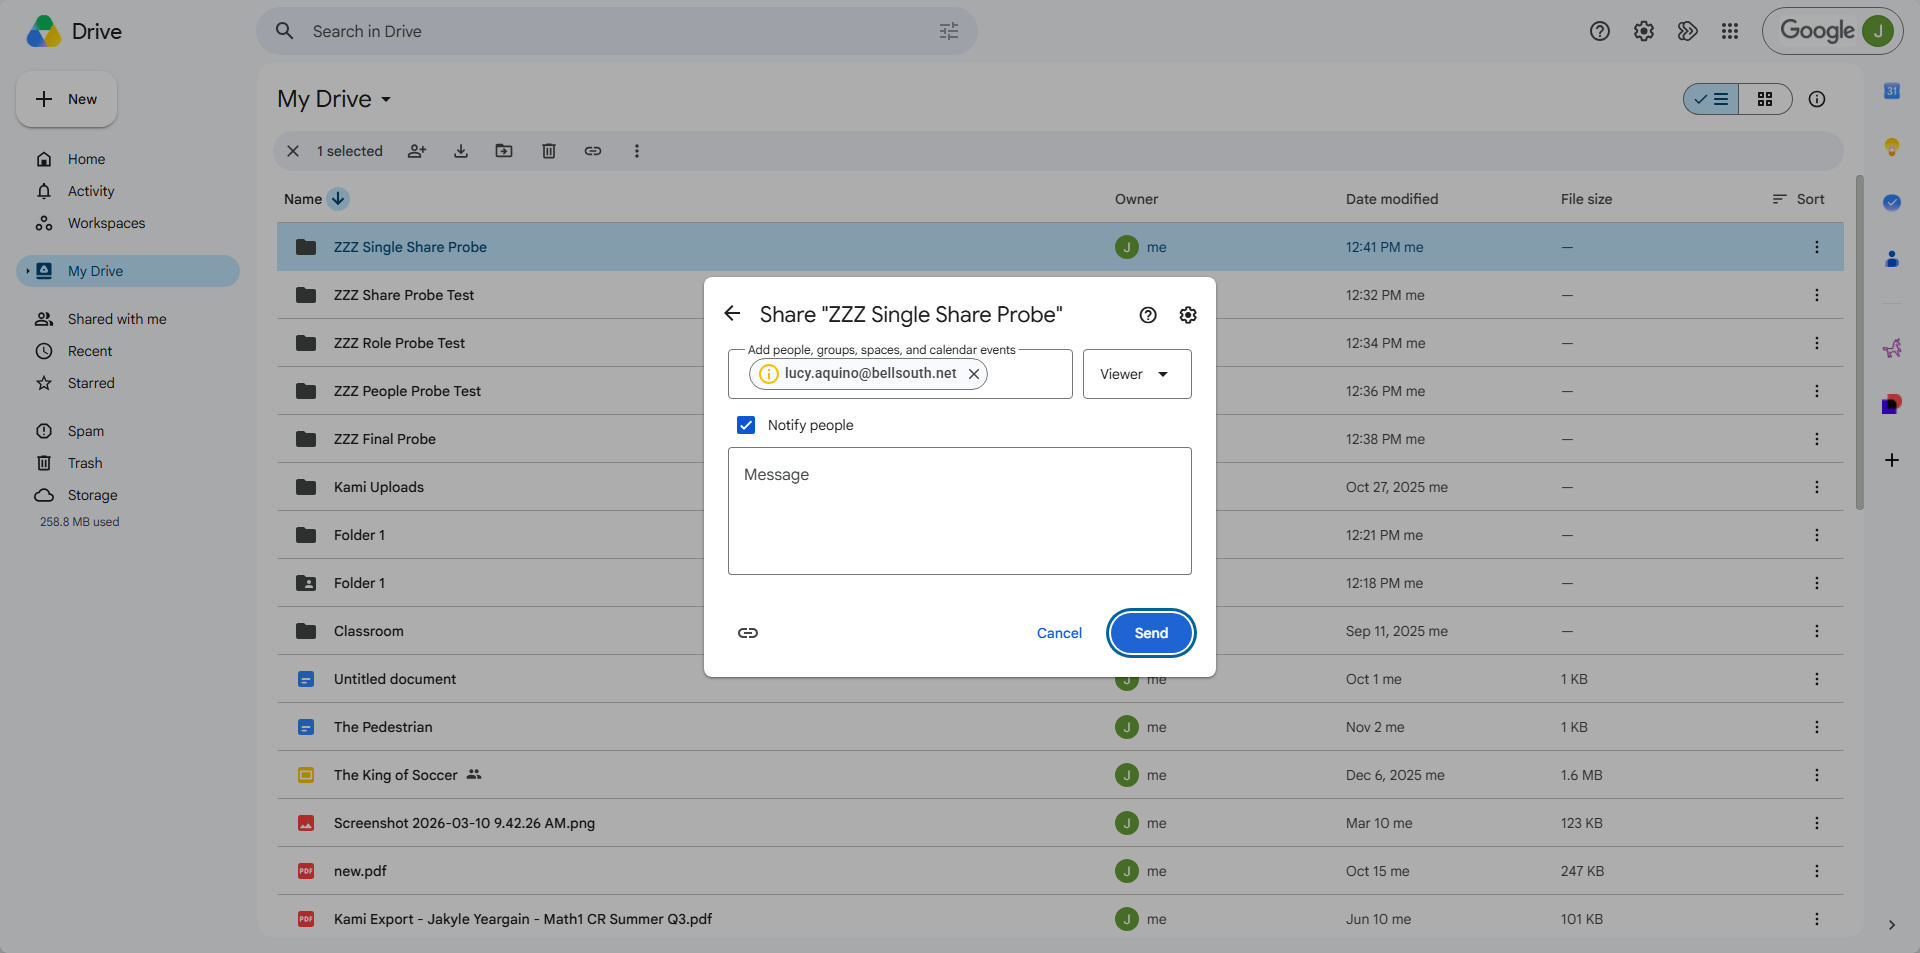 Drive
Search in Drive
Google
J
New
My Drive
31
1 selected
Home
Activity
Workspaces
My Drive
Shared with me
Recent
Starred
Spam
Trash
Storage
258.8 MB used
Name Owner Date modified File size Sort
ZZZ Single Share Probe J me 12:41 PM me —
ZZZ Share Probe Test 12:32 PM me —
ZZZ Role Probe Test 12:34 PM me —
ZZZ People Probe Test 12:36 PM me —
ZZZ Final Probe 12:38 PM me —
Kami Uploads Oct 27, 2025 me —
Folder 1 12:21 PM me —
Folder 1 12:18 PM me —
Classroom Sep 11, 2025 me —
Untitled document J me Oct 1 me 1 KB
The Pedestrian J me Nov 2 me 1 KB
The King of Soccer J me Dec 6, 2025 me 1.6 MB
Screenshot 2026-03-10 9.42.26 AM.png J me Mar 10 me 123 KB
PDF new.pdf J me Oct 15 me 247 KB
PDF Kami Export - Jakyle Yeargain - Math1 CR Summer Q3.pdf J me Jun 10 me 101 KB
Share "ZZZ Single Share Probe"
Add people, groups, spaces, and calendar events
lucy.aquino@bellsouth.net
Viewer
Notify people
Message
Cancel
Send